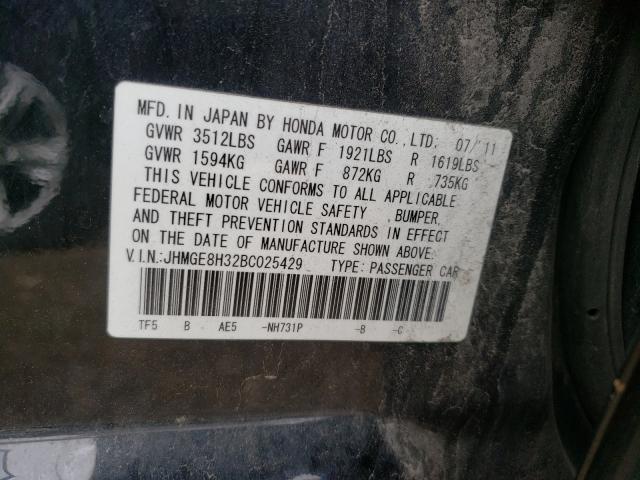 MFD. IN JAPAN BY HONDA MOTOR CO.,LTD. 07/11
GVWR 3512LBS GAWR F 1921LBS R 1619LBS
GVWR 1594KG GAWR F 872KG R 735KG
THIS VEHICLE CONFORMS TO ALL APPLICABLE
FEDERAL MOTOR VEHICLE SAFETY ,BUMPER,
AND THEFT PREVENTION STANDARDS IN EFFECT
ON THE DATE OF MANUFACTURE SHOWN ABOVE.
V.I.N.:JHMGE8H32BC025429 TYPE: PASSENGER CAR
TF5 B AE5 -NH731P -B -C